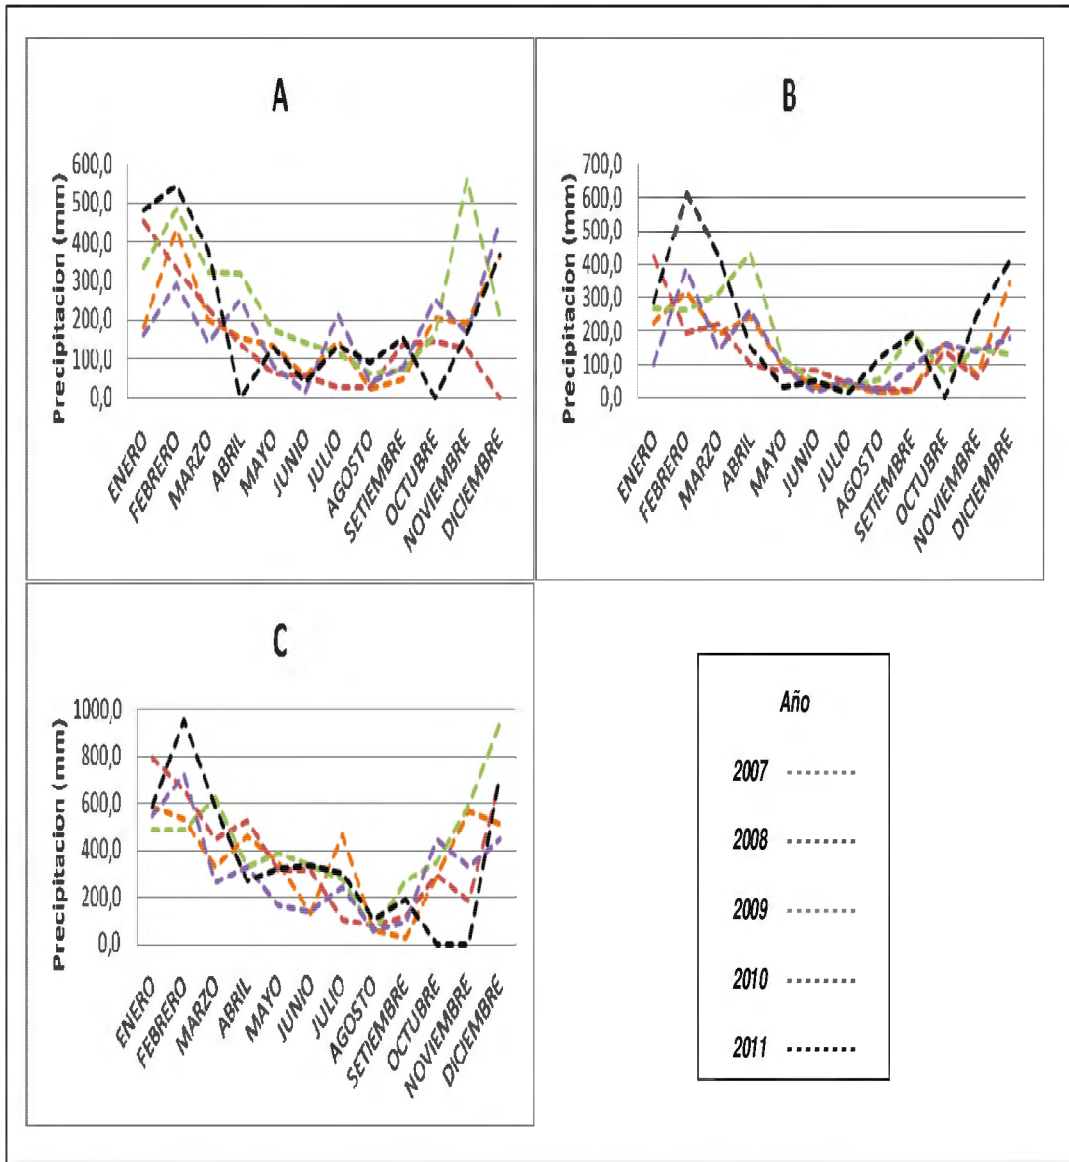 A
Precipitacion (mm)
600,0
500,0
400,0
300,0
200,0
100,0
0,0
ENERO
FEBRERO
MARZO
ABRIL
MAYO
JUNIO
JULIO
AGOSTO
SETIEMBRE
OCTUBRE
NOVIEMBRE
DICIEMBRE
B
Precipitacion (mm)
700,0
600,0
500,0
400,0
300,0
200,0
100,0
0,0
ENERO
FEBRERO
MARZO
ABRIL
MAYO
JUNIO
JULIO
AGOSTO
SETIEMBRE
OCTUBRE
NOVIEMBRE
DICIEMBRE
C
Precipitacion (mm)
1000,0
800,0
600,0
400,0
200,0
0,0
ENERO
FEBRERO
MARZO
ABRIL
MAYO
JUNIO
JULIO
AGOSTO
SETIEMBRE
OCTUBRE
NOVIEMBRE
DICIEMBRE
Año
2007
2008
2009
2010
2011